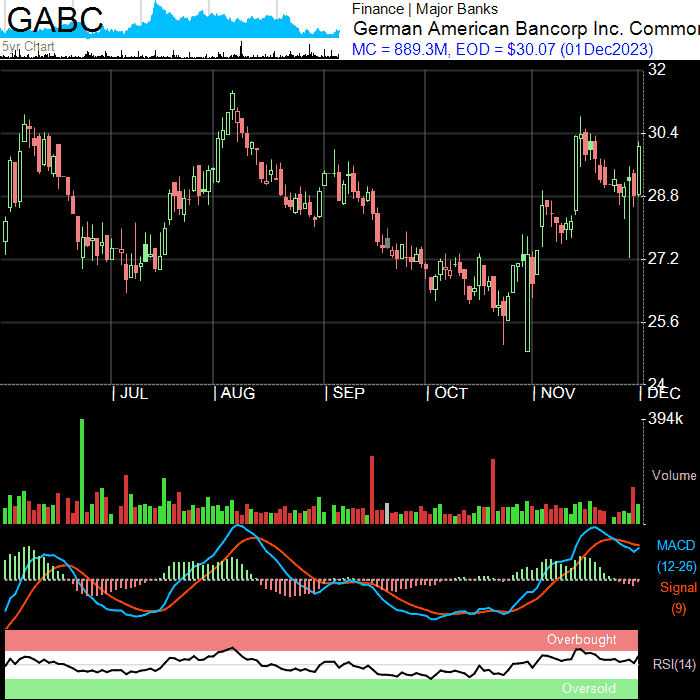 GABC
5yr Chart
Finance | Major Banks
German American Bancorp Inc. Common
MC = 889.3M, EOD = $30.07 (01Dec2023)
32
30.4
28.8
27.2
25.6
24
JUL AUG SEP OCT NOV DEC
394k
Volume
MACD
(12-26)
Signal
(9)
Overbought
RSI(14)
Oversold